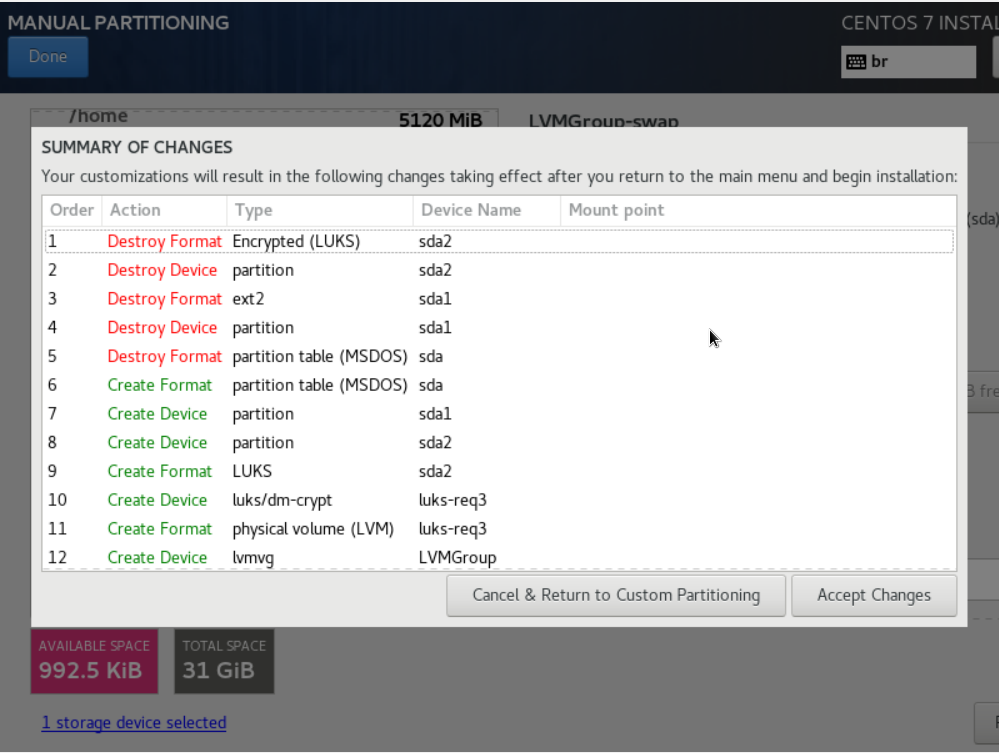 MANUAL PARTITIONING
CENTOS 7 INSTAL
Done
br
/home
5120 MiB
LVMGroup-swap
SUMMARY OF CHANGES
Your customizations will result in the following changes taking effect after you return to the main menu and begin installation:
Order Action Type Device Name Mount point
1 Destroy Format Encrypted (LUKS) sda2
2 Destroy Device partition sda2
3 Destroy Format ext2 sda1
4 Destroy Device partition sda1
5 Destroy Format partition table (MSDOS) sda
6 Create Format partition table (MSDOS) sda
7 Create Device partition sda1
8 Create Device partition sda2
9 Create Format LUKS sda2
10 Create Device luks/dm-crypt luks-req3
11 Create Format physical volume (LVM) luks-req3
12 Create Device lvmvg LVMGroup
(sda)
Cancel & Return to Custom Partitioning
Accept Changes
AVAILABLE SPACE
992.5 KiB
TOTAL SPACE
31 GiB
1 storage device selected